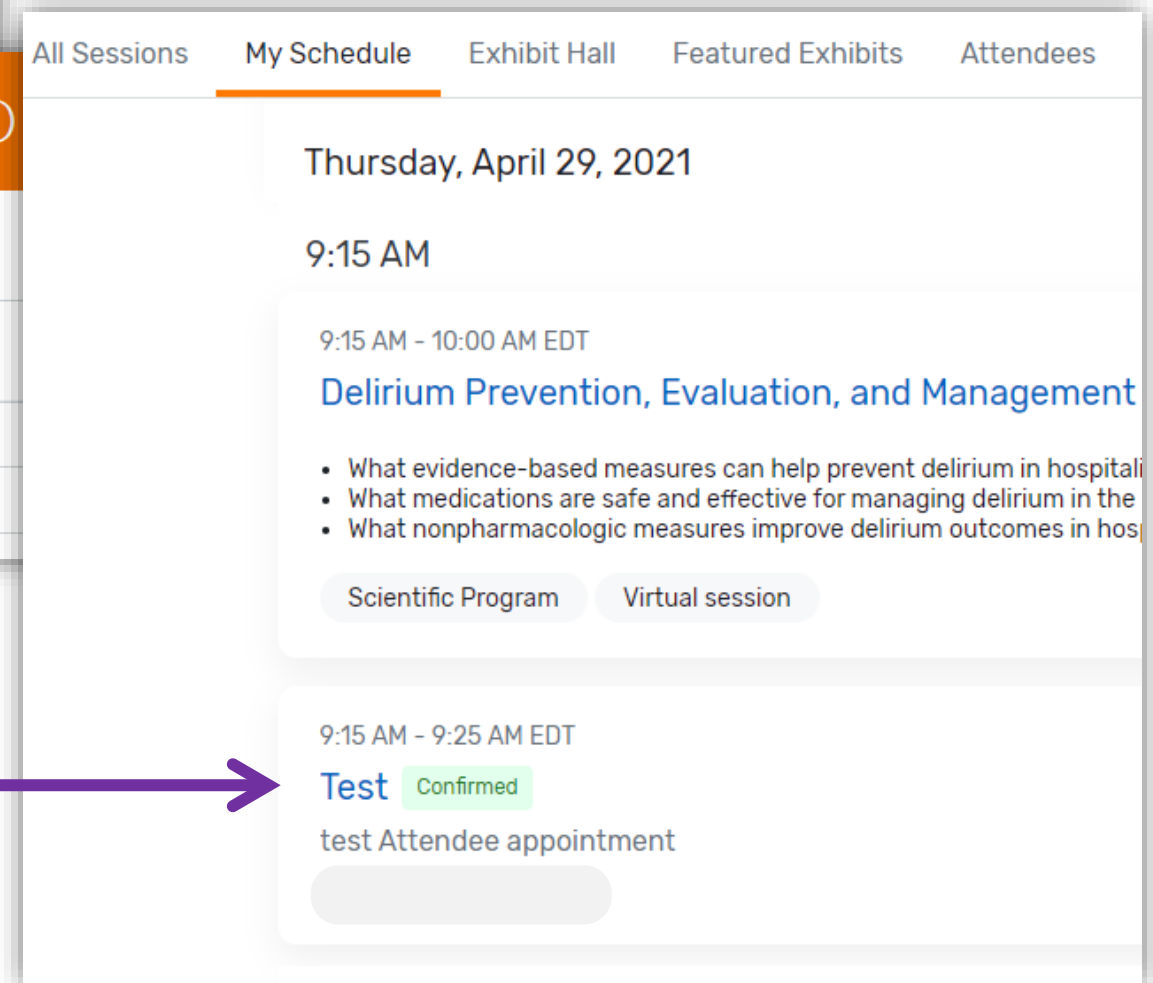 All Sessions My Schedule Exhibit Hall Featured Exhibits Attendees
Thursday, April 29, 2021
9:15 AM
9:15 AM - 10:00 AM EDT
Delirium Prevention, Evaluation, and Management
• What evidence-based measures can help prevent delirium in
• What medications are safe and effective for managing delirium in the
• What nonpharmacologic measures improve delirium outcomes in
Scientific Program Virtual session
9:15 AM - 9:25 AM EDT
Test Confirmed
test Attendee appointment